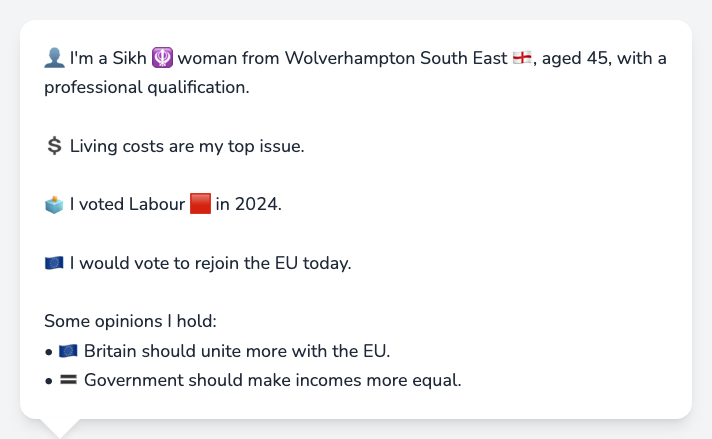 👤 I'm a Sikh 🪯 woman from Wolverhampton South East 🏴󠁧󠁢󠁥󠁮󠁧󠁿, aged 45, with a
professional qualification.
💲 Living costs are my top issue.
🗳️ I voted Labour 🟥 in 2024.
🇪🇺 I would vote to rejoin the EU today.
Some opinions I hold:
• 🇪🇺 Britain should unite more with the EU.
• 🟰 Government should make incomes more equal.